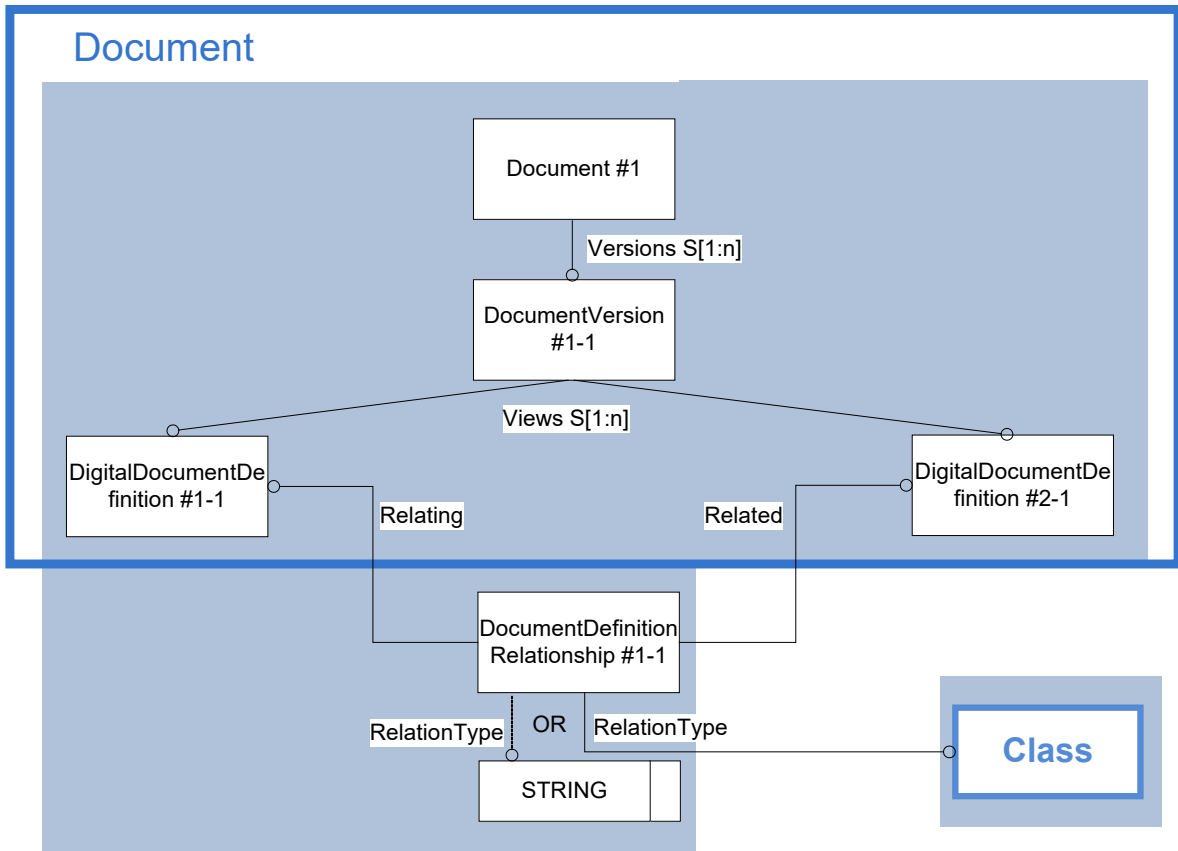 Document
Document #1
Versions S[1:n]
DocumentVersion
#1-1
Views S[1:n]
DigitalDocumentDe
finition #1-1
DigitalDocumentDe
finition #2-1
Relating
Related
DocumentDefinition
Relationship #1-1
RelationType
OR
RelationType
Class
STRING